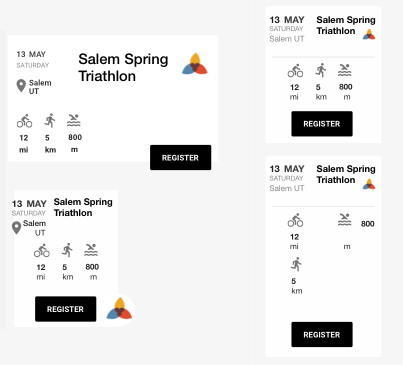 13 MAY
SATURDAY
Salem
UT
Salem Spring
Triathlon
12
mi
5
km
800
m
REGISTER
13 MAY
SATURDAY
Salem
UT
Salem Spring
Triathlon
12
mi
5
km
800
m
REGISTER
13 MAY
SATURDAY
Salem UT
Salem Spring
Triathlon
12
mi
5
km
800
m
REGISTER
13 MAY
SATURDAY
Salem UT
Salem Spring
Triathlon
12
mi
800
m
5
km
REGISTER